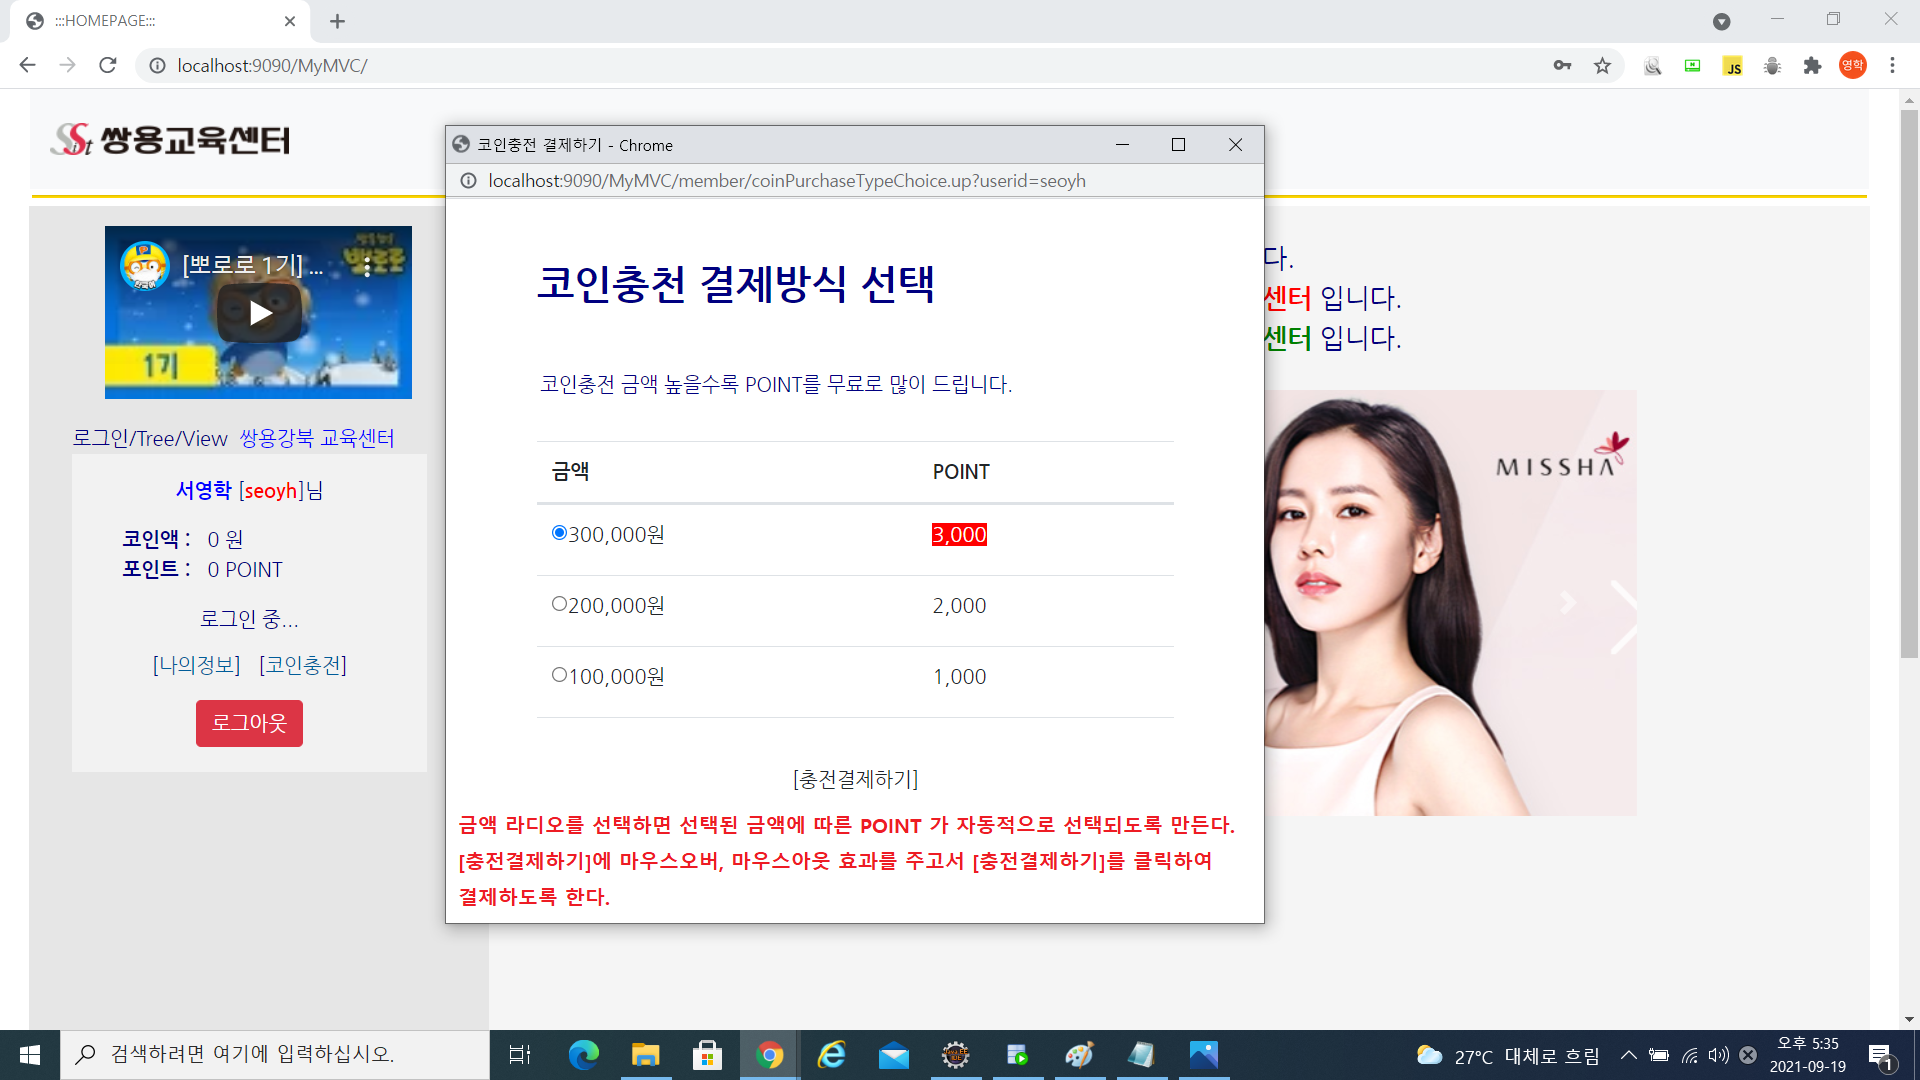 :::HOMEPAGE:::
localhost:9090/MyMVC/
JS
영학
Sist 쌍용교육센터
[뽀로로 1기] ...
뽀로로
1기
로그인/Tree/View 쌍용강북 교육센터
서영학 [seoyh]님
코인액 : 0 원
포인트 : 0 POINT
로그인 중...
[나의정보] [코인충전]
로그아웃
코인충전 결제하기 - Chrome
localhost:9090/MyMVC/member/coinPurchaseTypeChoice.up?userid=seoyh
코인충천 결제방식 선택
코인충전 금액 높을수록 POINT를 무료로 많이 드립니다.
금액 POINT
300,000원 3,000
200,000원 2,000
100,000원 1,000
[충전결제하기]
금액 라디오를 선택하면 선택된 금액에 따른 POINT 가 자동적으로 선택되도록 만든다.
[충전결제하기]에 마우스오버, 마우스아웃 효과를 주고서 [충전결제하기]를 클릭하여
결제하도록 한다.
다.
센터 입니다.
센터 입니다.
MISSHA
검색하려면 여기에 입력하십시오.
27°C 대체로 흐림
오후 5:35
2021-09-19
1